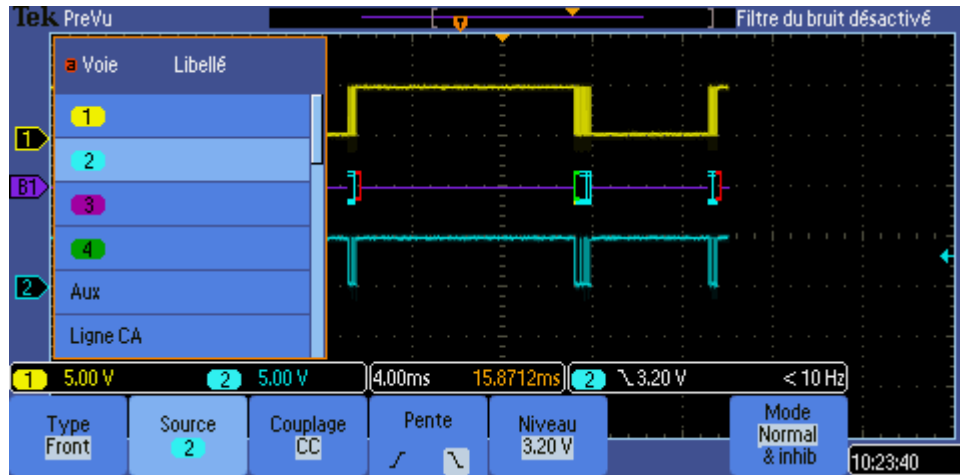 Tek PreVu
Filtre du bruit désactivé
a Voie Libellé
1
2
3
4
Aux
Ligne CA
1
B1
2
1 5.00 V 2 5.00 V 4.00ms 15.8712ms 2 3.20 V < 10 Hz
Type
Front
Source
2
Couplage
CC
Pente
Niveau
3.20 V
Mode
Normal
& inhib
10:23:40